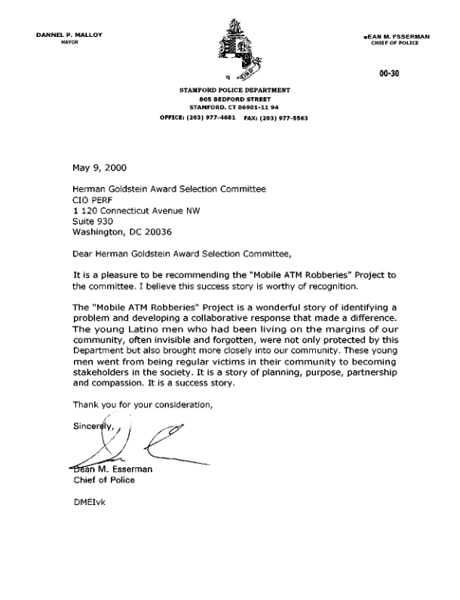 DANNEL P. MALLOY
MAYOR
EAN M. FSSERMAN
CHIEF OF POLICE
00-30
STAMFORD POLICE DEPARTMENT
805 BEDFORD STREET
STAMFORD. CT 06901-11 94
OFFICE: (203) 977-4681 FAX: (203) 977-5563
May 9, 2000
Herman Goldstein Award Selection Committee
CIO PERF
1 120 Connecticut Avenue NW
Suite 930
Washington, DC 20036
Dear Herman Goldstein Award Selection Committee,
It is a pleasure to be recommending the "Mobile ATM Robberies" Project to
the committee. I believe this success story is worthy of recognition.
The "Mobile ATM Robberies" Project is a wonderful story of identifying a
problem and developing a collaborative response that made a difference.
The young Latino men who had been living on the margins of our
community, often invisible and forgotten, were not only protected by this
Department but also brought more closely into our community. These young
men went from being regular victims in their community to becoming
stakeholders in the society. It is a story of planning, purpose, partnership
and compassion. It is a success story.
Thank you for your consideration,
Sincerely,
Dean M. Esserman
Chief of Police
DMEIvk